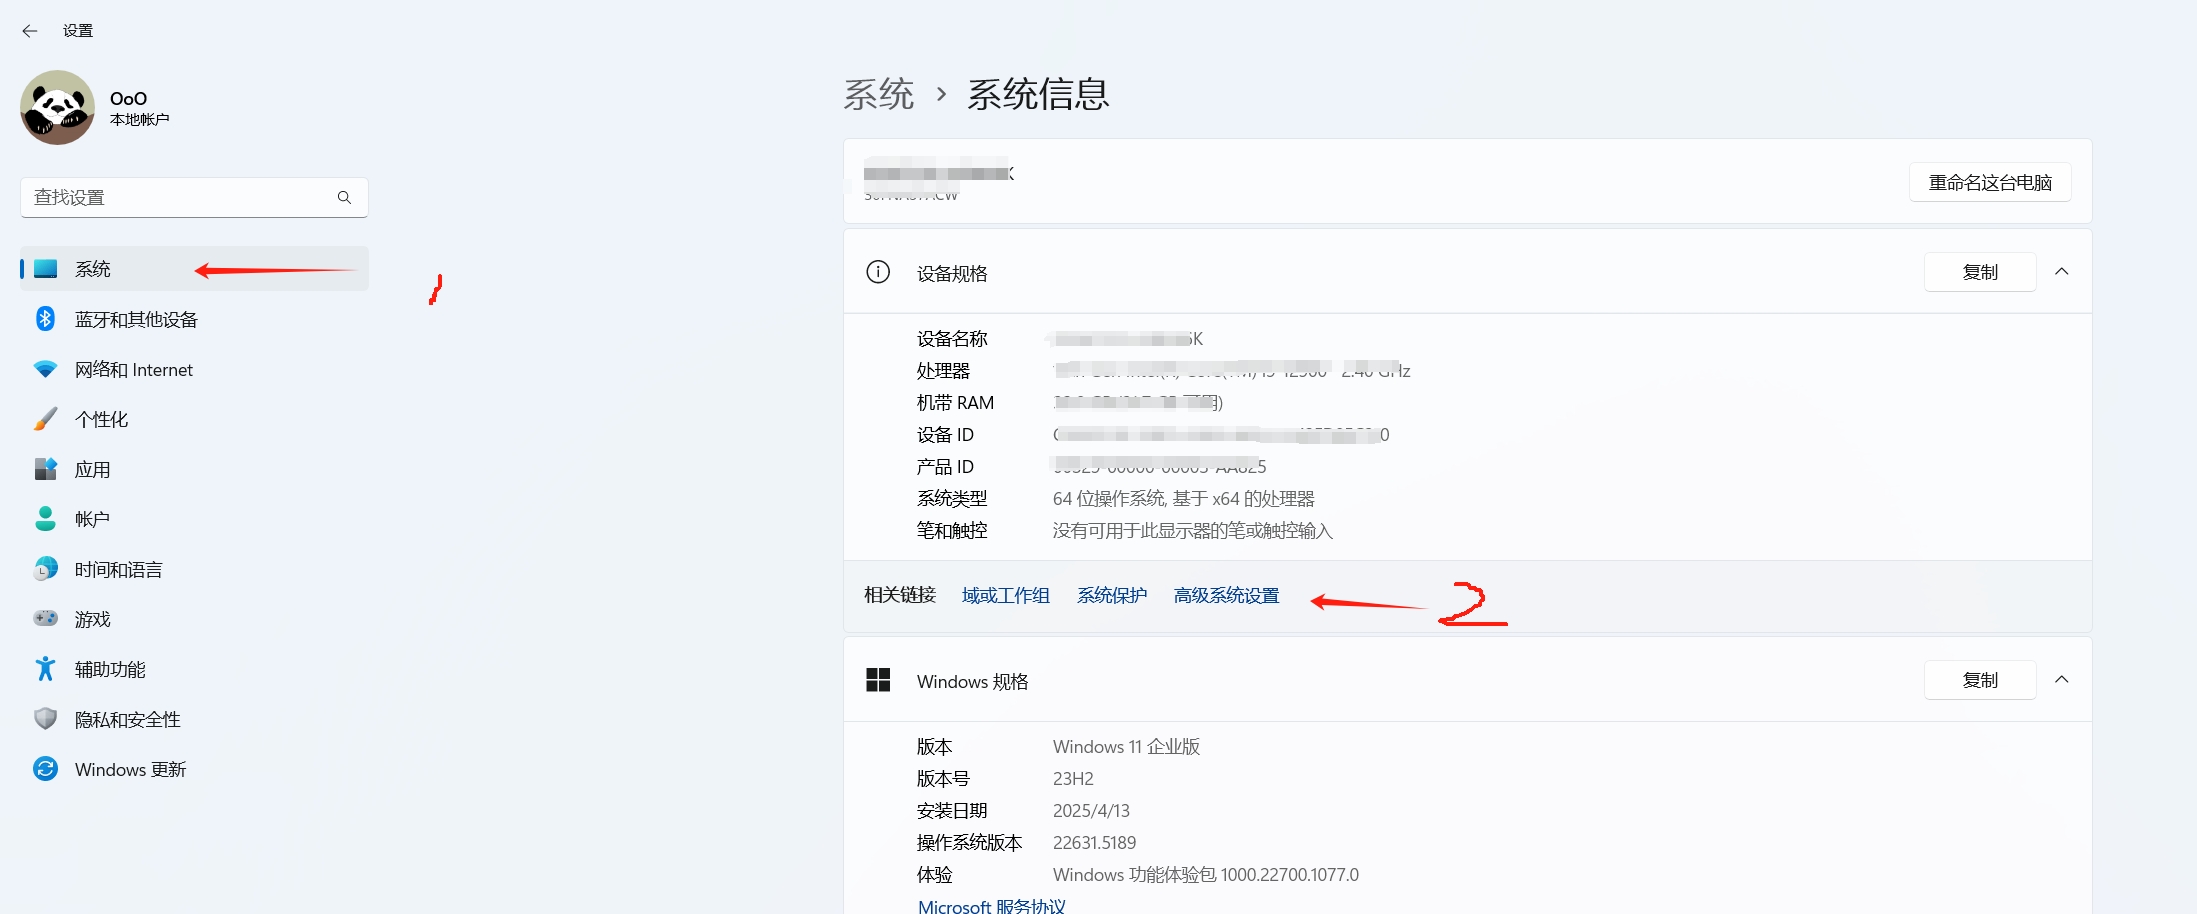 设置
OoO
本地帐户
查找设置
系统
1
蓝牙和其他设备
网络和 Internet
个性化
应用
帐户
时间和语言
游戏
辅助功能
隐私和安全性
Windows 更新
系统 › 系统信息
重命名这台电脑
设备规格
复制
设备名称
处理器 GHz
机带 RAM
设备 ID
产品 ID
系统类型 64 位操作系统, 基于 x64 的处理器
笔和触控 没有可用于此显示器的笔或触控输入
相关链接 域或工作组 系统保护 高级系统设置 2
Windows 规格
复制
版本 Windows 11 企业版
版本号 23H2
安装日期 2025/4/13
操作系统版本 22631.5189
体验 Windows 功能体验包 1000.22700.1077.0
Microsoft 服务协议